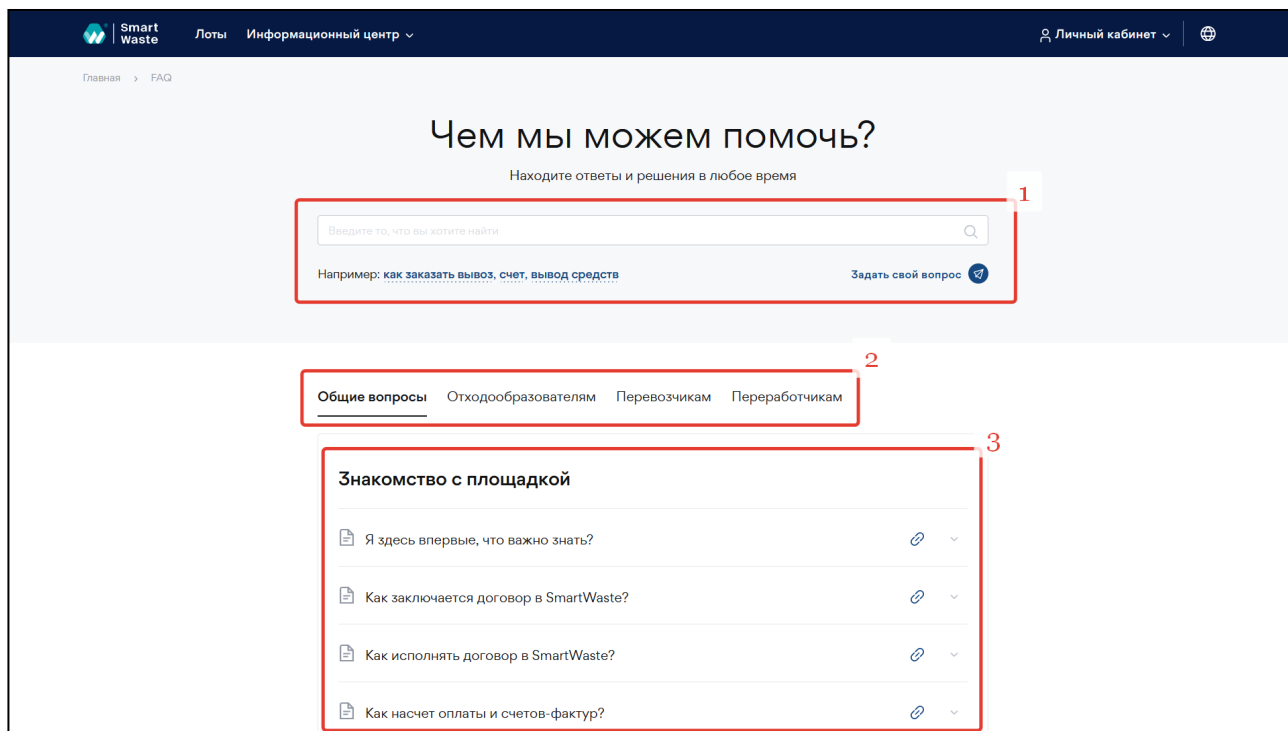 Smart
Waste
Лоты Информационный центр Личный кабинет
Главная > FAQ
Чем мы можем помочь?
Находите ответы и решения в любое время
1
Введите то, что вы хотите найти
Например: как заказать вывоз, счет, вывод средств Задать свой вопрос
2
Общие вопросы Отходообразователям Перевозчикам Переработчикам
3
Знакомство с площадкой
Я здесь впервые, что важно знать?
Как заключается договор в SmartWaste?
Как исполнять договор в SmartWaste?
Как насчет оплаты и счетов-фактур?